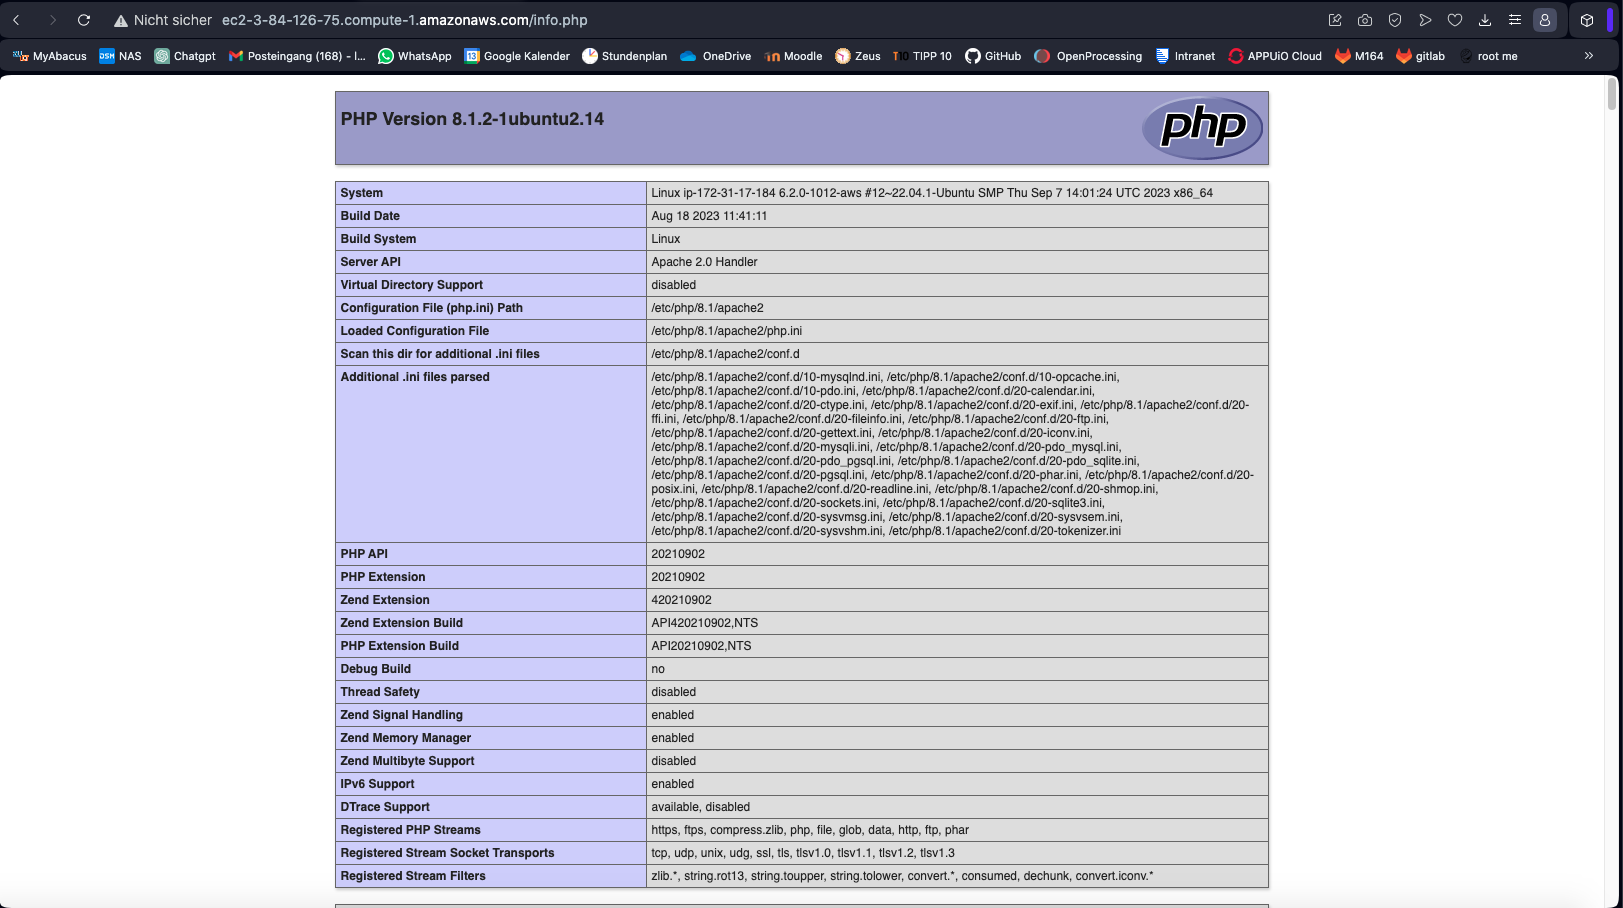 Nicht sicher ec2-3-84-126-75.compute-1.amazonaws.com/info.php
MyAbacus DSM NAS Chatgpt Posteingang (168) - I... WhatsApp 13 Google Kalender Stundenplan OneDrive Moodle Zeus T10 TIPP 10 GitHub OpenProcessing Intranet APPUiO Cloud M164 gitlab root me »
PHP Version 8.1.2-1ubuntu2.14
php
System Linux ip-172-31-17-184 6.2.0-1012-aws #12~22.04.1-Ubuntu SMP Thu Sep 7 14:01:24 UTC 2023 x86_64
Build Date Aug 18 2023 11:41:11
Build System Linux
Server API Apache 2.0 Handler
Virtual Directory Support disabled
Configuration File (php.ini) Path /etc/php/8.1/apache2
Loaded Configuration File /etc/php/8.1/apache2/php.ini
Scan this dir for additional .ini files /etc/php/8.1/apache2/conf.d
Additional .ini files parsed /etc/php/8.1/apache2/conf.d/10-mysqlnd.ini, /etc/php/8.1/apache2/conf.d/10-opcache.ini,
/etc/php/8.1/apache2/conf.d/10-pdo.ini, /etc/php/8.1/apache2/conf.d/20-calendar.ini,
/etc/php/8.1/apache2/conf.d/20-ctype.ini, /etc/php/8.1/apache2/conf.d/20-exif.ini, /etc/php/8.1/apache2/conf.d/20-
ffi.ini, /etc/php/8.1/apache2/conf.d/20-fileinfo.ini, /etc/php/8.1/apache2/conf.d/20-ftp.ini,
/etc/php/8.1/apache2/conf.d/20-gettext.ini, /etc/php/8.1/apache2/conf.d/20-iconv.ini,
/etc/php/8.1/apache2/conf.d/20-mysqli.ini, /etc/php/8.1/apache2/conf.d/20-pdo_mysql.ini,
/etc/php/8.1/apache2/conf.d/20-pdo_pgsql.ini, /etc/php/8.1/apache2/conf.d/20-pdo_sqlite.ini,
/etc/php/8.1/apache2/conf.d/20-pgsql.ini, /etc/php/8.1/apache2/conf.d/20-phar.ini, /etc/php/8.1/apache2/conf.d/20-
posix.ini, /etc/php/8.1/apache2/conf.d/20-readline.ini, /etc/php/8.1/apache2/conf.d/20-shmop.ini,
/etc/php/8.1/apache2/conf.d/20-sockets.ini, /etc/php/8.1/apache2/conf.d/20-sqlite3.ini,
/etc/php/8.1/apache2/conf.d/20-sysvmsg.ini, /etc/php/8.1/apache2/conf.d/20-sysvsem.ini,
/etc/php/8.1/apache2/conf.d/20-sysvshm.ini, /etc/php/8.1/apache2/conf.d/20-tokenizer.ini
PHP API 20210902
PHP Extension 20210902
Zend Extension 420210902
Zend Extension Build API420210902,NTS
PHP Extension Build API20210902,NTS
Debug Build no
Thread Safety disabled
Zend Signal Handling enabled
Zend Memory Manager enabled
Zend Multibyte Support disabled
IPv6 Support enabled
DTrace Support available, disabled
Registered PHP Streams https, ftps, compress.zlib, php, file, glob, data, http, ftp, phar
Registered Stream Socket Transports tcp, udp, unix, udg, ssl, tls, tlsv1.0, tlsv1.1, tlsv1.2, tlsv1.3
Registered Stream Filters zlib.*, string.rot13, string.toupper, string.tolower, convert.*, consumed, dechunk, convert.iconv.*